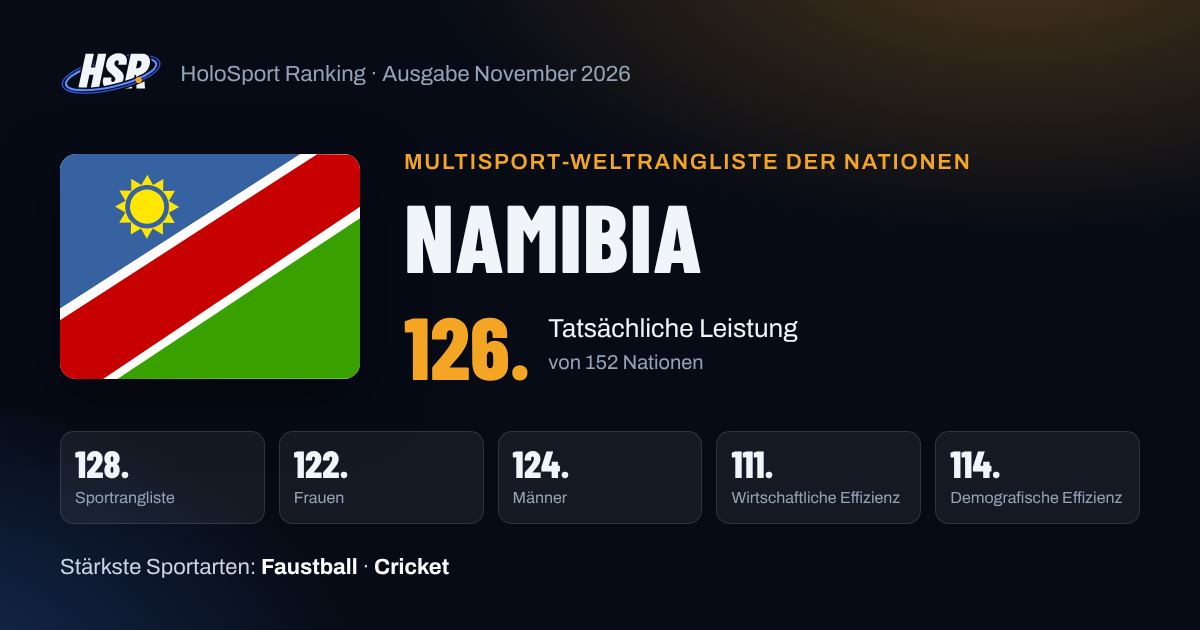 HSR HoloSport Ranking · Ausgabe November 2026
MULTISPORT-WELTRANGLISTE DER NATIONEN
NAMIBIA
126. Tatsächliche Leistung
von 152 Nationen
128. Sportrangliste
122. Frauen
124. Männer
111. Wirtschaftliche Effizienz
114. Demografische Effizienz
Stärkste Sportarten: Faustball · Cricket